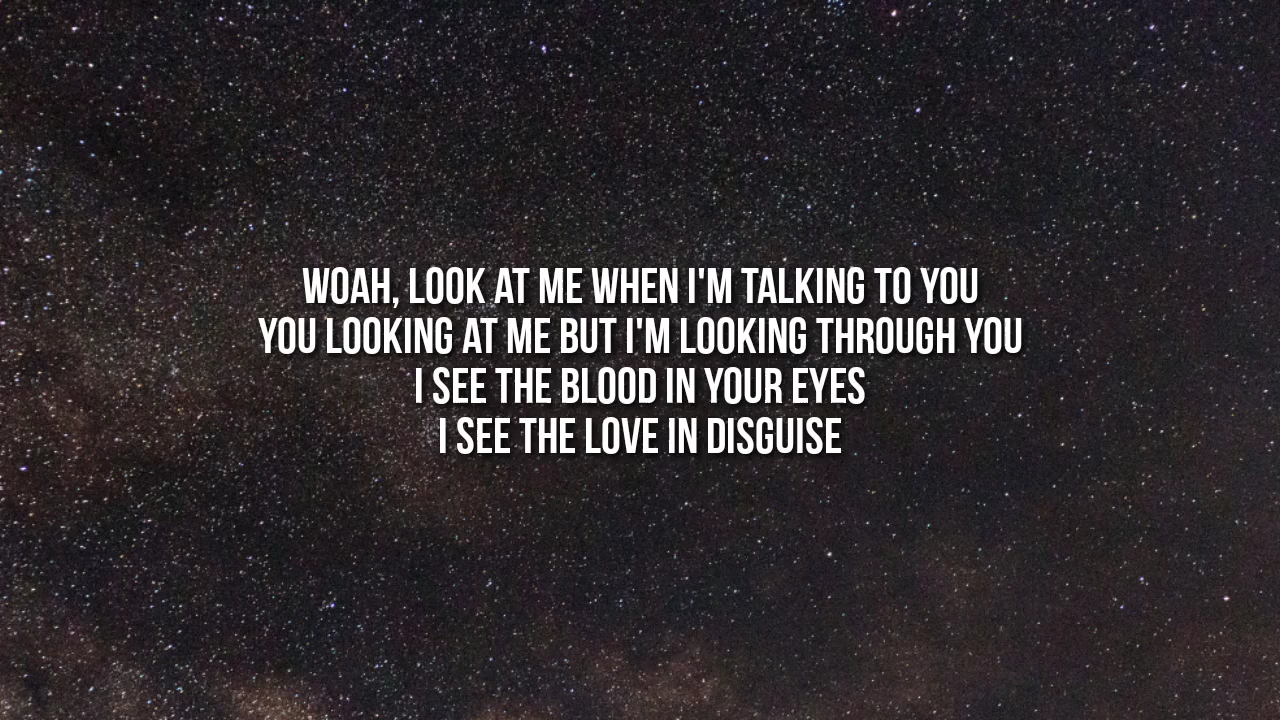 WOAH, LOOK AT ME WHEN I'M TALKING TO YOU
YOU LOOKING AT ME BUT I'M LOOKING THROUGH YOU
I SEE THE BLOOD IN YOUR EYES
I SEE THE LOVE IN DISGUISE